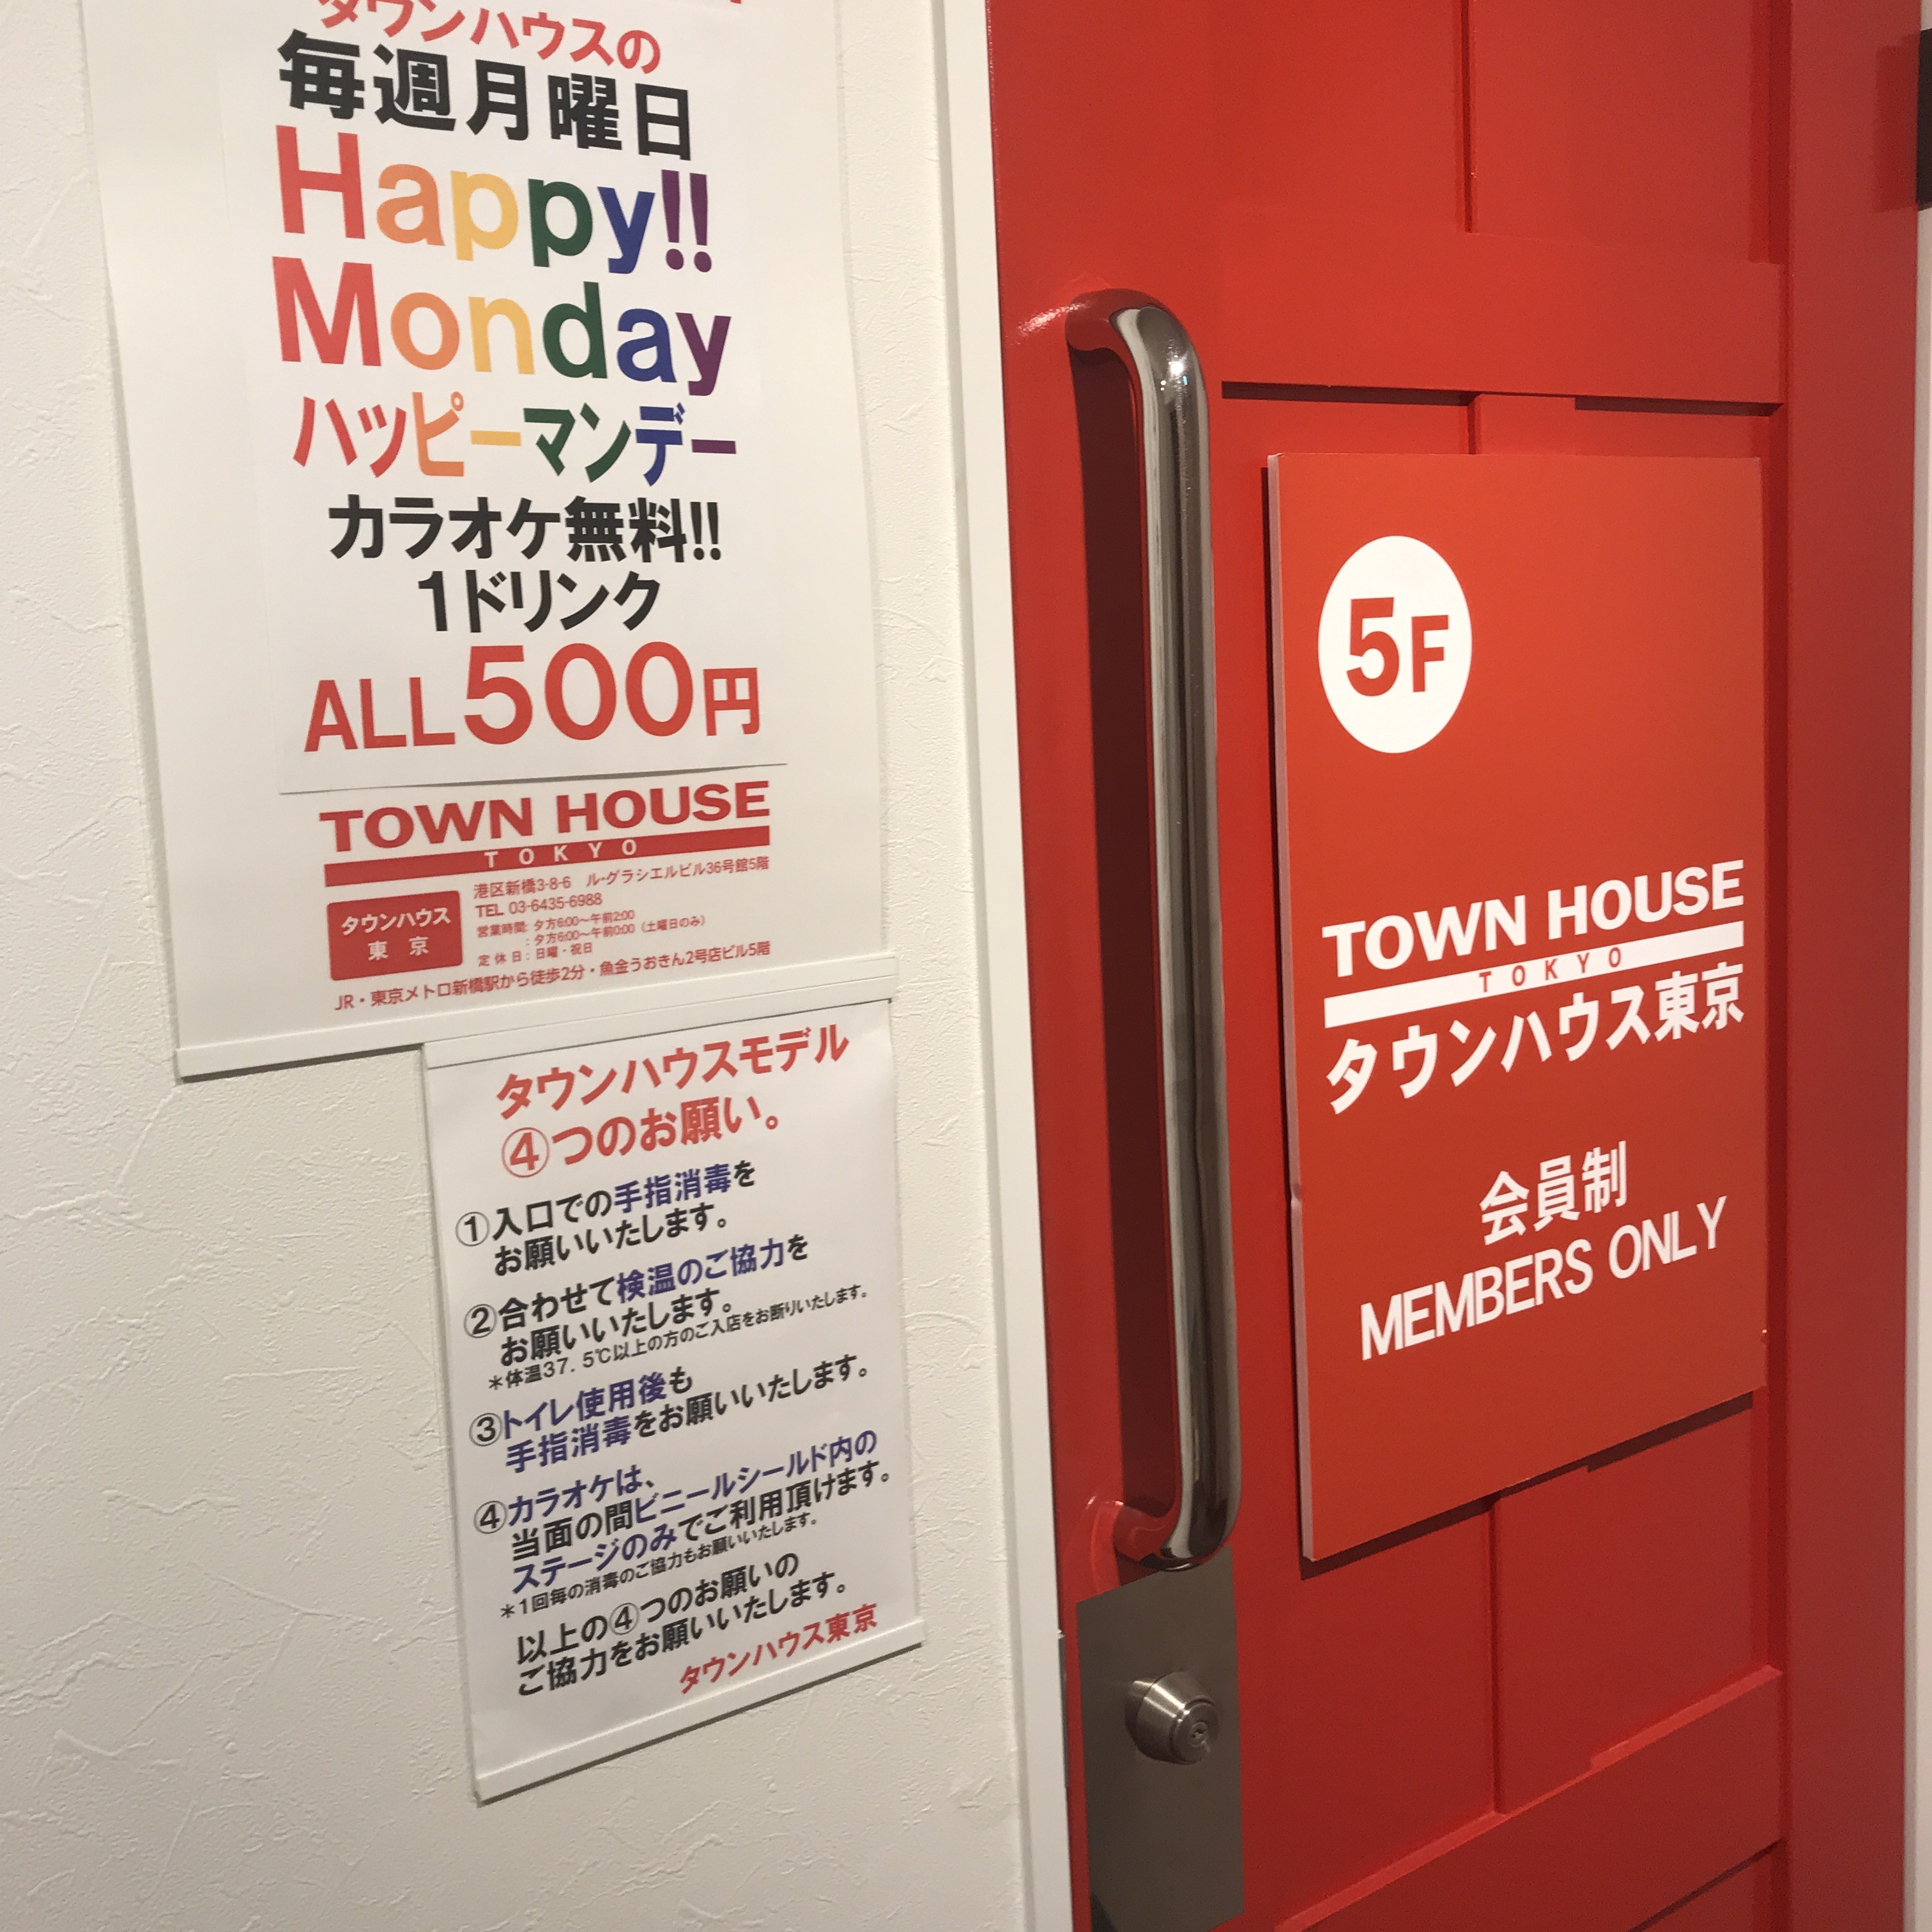 タウンハウスの
毎週月曜日
Happy!!
Monday
ハッピーマンデー
カラオケ無料!!
1ドリンク
ALL500円
TOWN HOUSE
TOKYO
タウンハウス
東京
港区新橋3-8-6 ル・グラシエルビル36号館5階
TEL 03-6435-6988
営業時間: 夕方6:00〜午前2:00
: 夕方6:00〜午前0:00（土曜日のみ）
定休日: 日曜・祝日
JR・東京メトロ新橋駅から徒歩2分・魚金うおきん2号店ビル5階
タウンハウスモデル
④つのお願い。
①入口での手指消毒を
お願いいたします。
②合わせて検温のご協力を
お願いいたします。
＊体温37.5℃以上の方のご入店をお断りいたします。
③トイレ使用後も
手指消毒をお願いいたします。
④カラオケは、
当面の間ビニールシールド内の
ステージのみでご利用頂けます。
＊1回毎の消毒のご協力もお願いいたします。
以上の④つのお願いの
ご協力をお願いいたします。
タウンハウス東京
5F
TOWN HOUSE
TOKYO
タウンハウス東京
会員制
MEMBERS ONLY